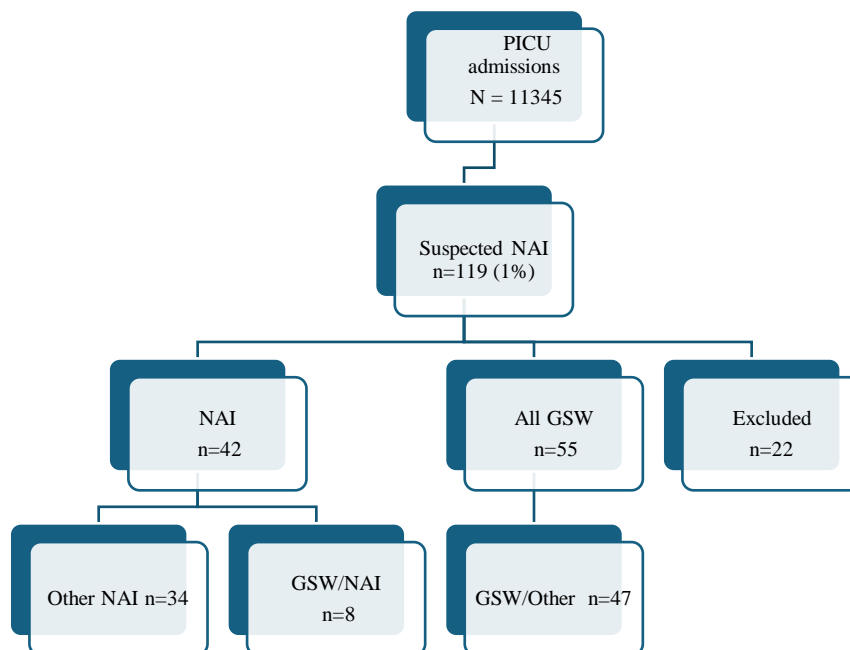 PICU
admissions
N = 11345
Suspected NAI
n=119 (1%)
NAI
n=42
All GSW
n=55
Excluded
n=22
Other NAI n=34
GSW/NAI
n=8
GSW/Other n=47